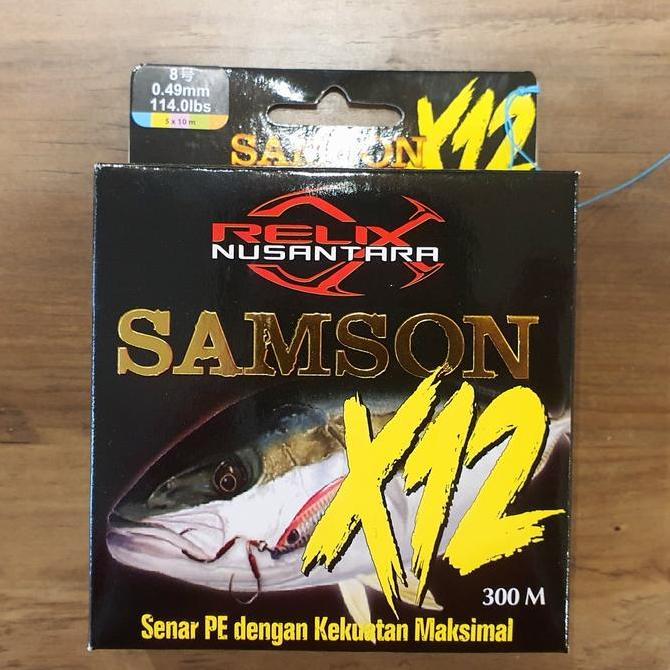 8号
0.49mm
114.0lbs
5 x 10 m
SAMSON X12
RELIX
NUSANTARA
SAMSON
X12
300 M
Senar PE dengan Kekuatan Maksimal